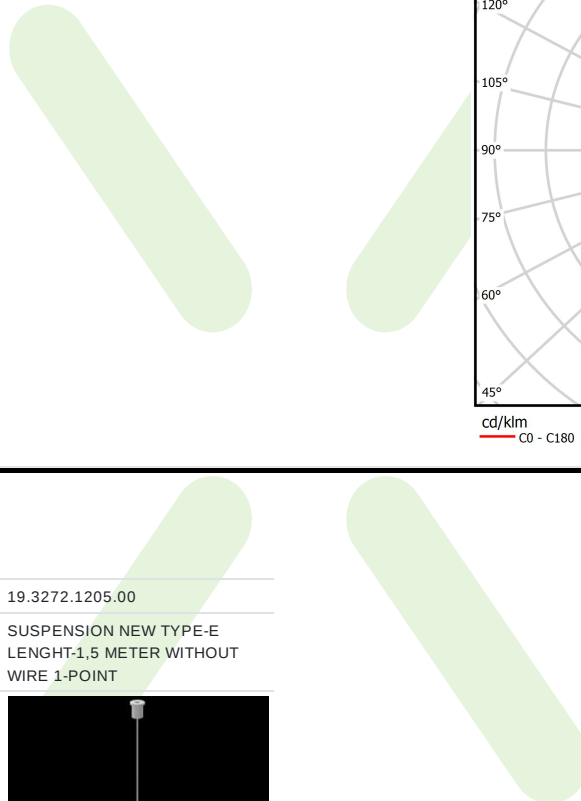 120°
105°
90°
75°
60°
45°
cd/klm
C0 - C180
19.3272.1205.00
SUSPENSION NEW TYPE-E
LENGHT-1,5 METER WITHOUT
WIRE 1-POINT